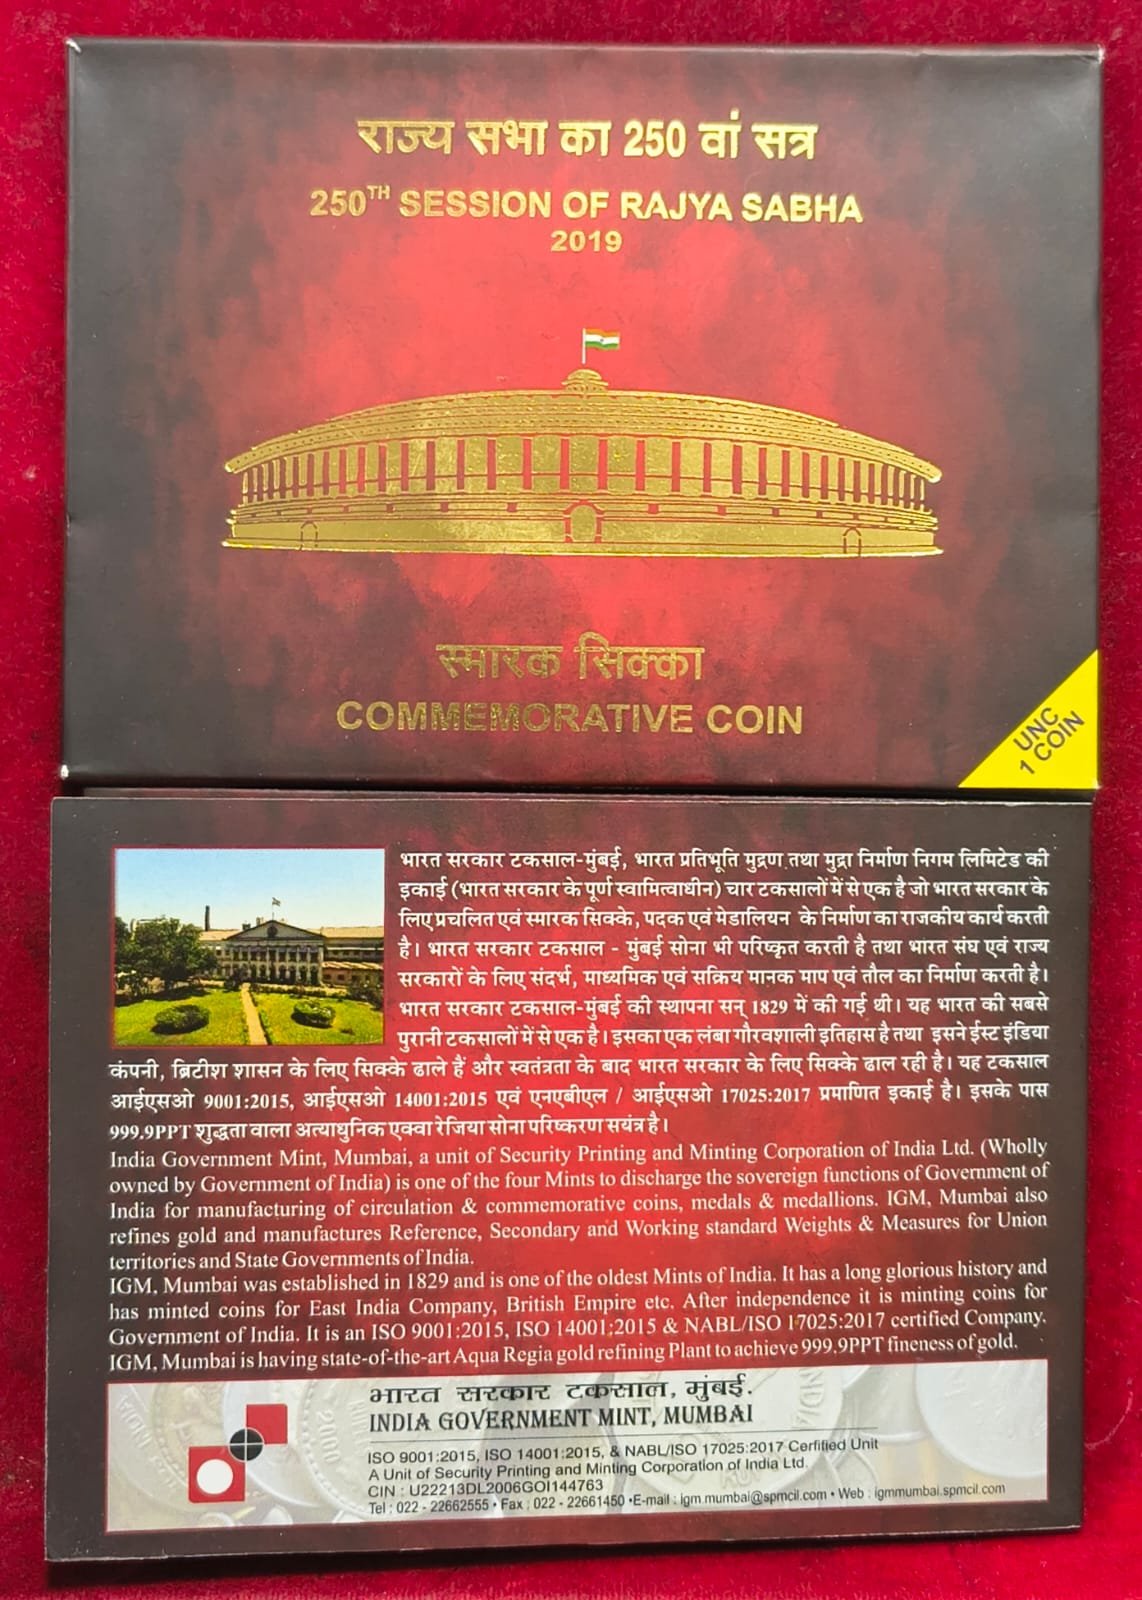 राज्य सभा का 250 वां सत्र
250TH SESSION OF RAJYA SABHA
2019
स्मारक सिक्का
COMMEMORATIVE COIN
UNC
1 COIN
भारत सरकार टकसाल-मुंबई, भारत प्रतिभूति मुद्रण तथा मुद्रा निर्माण निगम लिमिटेड की
इकाई (भारत सरकार के पूर्ण स्वामित्वाधीन) चार टकसालों में से एक है जो भारत सरकार के
लिए प्रचलित एवं स्मारक सिक्के, पदक एवं मेडालियन के निर्माण का राजकीय कार्य करती
है। भारत सरकार टकसाल - मुंबई सोना भी परिष्कृत करती है तथा भारत संघ एवं राज्य
सरकारों के लिए संदर्भ, माध्यमिक एवं सक्रिय मानक माप एवं तौल का निर्माण करती है।
भारत सरकार टकसाल-मुंबई की स्थापना सन् 1829 में की गई थी। यह भारत की सबसे
पुरानी टकसालों में से एक है। इसका एक लंबा गौरवशाली इतिहास है तथा इसने ईस्ट इंडिया
कंपनी, ब्रिटीश शासन के लिए सिक्के ढाले हैं और स्वतंत्रता के बाद भारत सरकार के लिए सिक्के ढाल रही है। यह टकसाल
आईएसओ 9001:2015, आईएसओ 14001:2015 एवं एनएबीएल / आईएसओ 17025:2017 प्रमाणित इकाई है। इसके पास
999.9PPT शुद्धता वाला अत्याधुनिक एक्वा रेजिया सोना परिष्करण सयंत्र है।
India Government Mint, Mumbai, a unit of Security Printing and Minting Corporation of India Ltd. (Wholly
owned by Government of India) is one of the four Mints to discharge the sovereign functions of Government of
India for manufacturing of circulation & commemorative coins, medals & medallions. IGM, Mumbai also
refines gold and manufactures Reference, Secondary and Working standard Weights & Measures for Union
territories and State Governments of India.
IGM, Mumbai was established in 1829 and is one of the oldest Mints of India. It has a long glorious history and
has minted coins for East India Company, British Empire etc. After independence it is minting coins for
Government of India. It is an ISO 9001:2015, ISO 14001:2015 & NABL/ISO 17025:2017 certified Company.
IGM, Mumbai is having state-of-the-art Aqua Regia gold refining Plant to achieve 999.9PPT fineness of gold.
भारत सरकार टकसाल, मुंबई.
INDIA GOVERNMENT MINT, MUMBAI
ISO 9001:2015, ISO 14001:2015, & NABL/ISO 17025:2017 Cerfified Unit
A Unit of Security Printing and Minting Corporation of India Ltd.
CIN : U22213DL2006GOI144763
Tel : 022 - 22662555 • Fax : 022 - 22661450 •E-mail : igm.mumbai@spmcil.com • Web : igmmumbai.spmcil.com